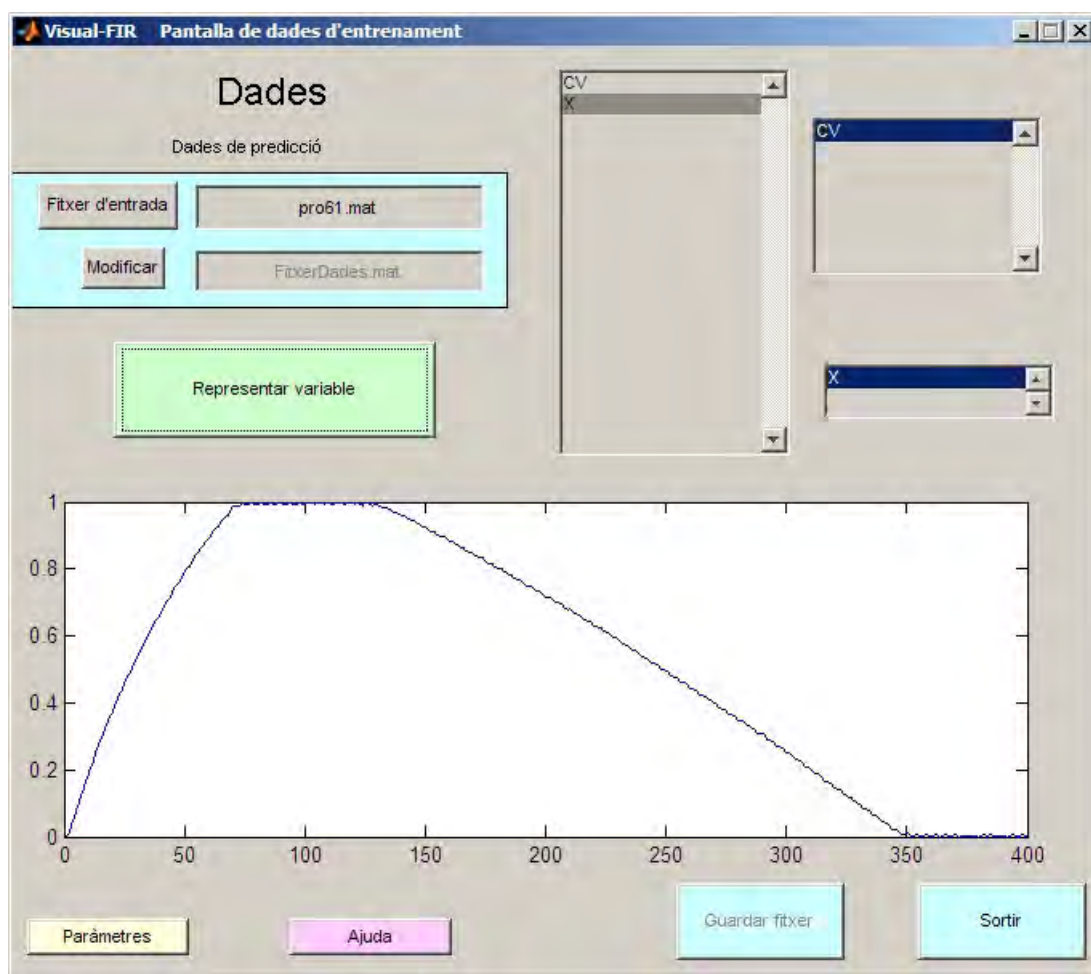 Visual-FIR Pantalla de dades d'entrenament
Dades
Dades de predicció
Fitxer d'entrada
pro61.mat
Modificar
FitxerDades.mat
Representar variable
CV
X
CV
X
1
0.8
0.6
0.4
0.2
0
0 50 100 150 200 250 300 350 400
Paràmetres
Ajuda
Guardar fitxer
Sortir